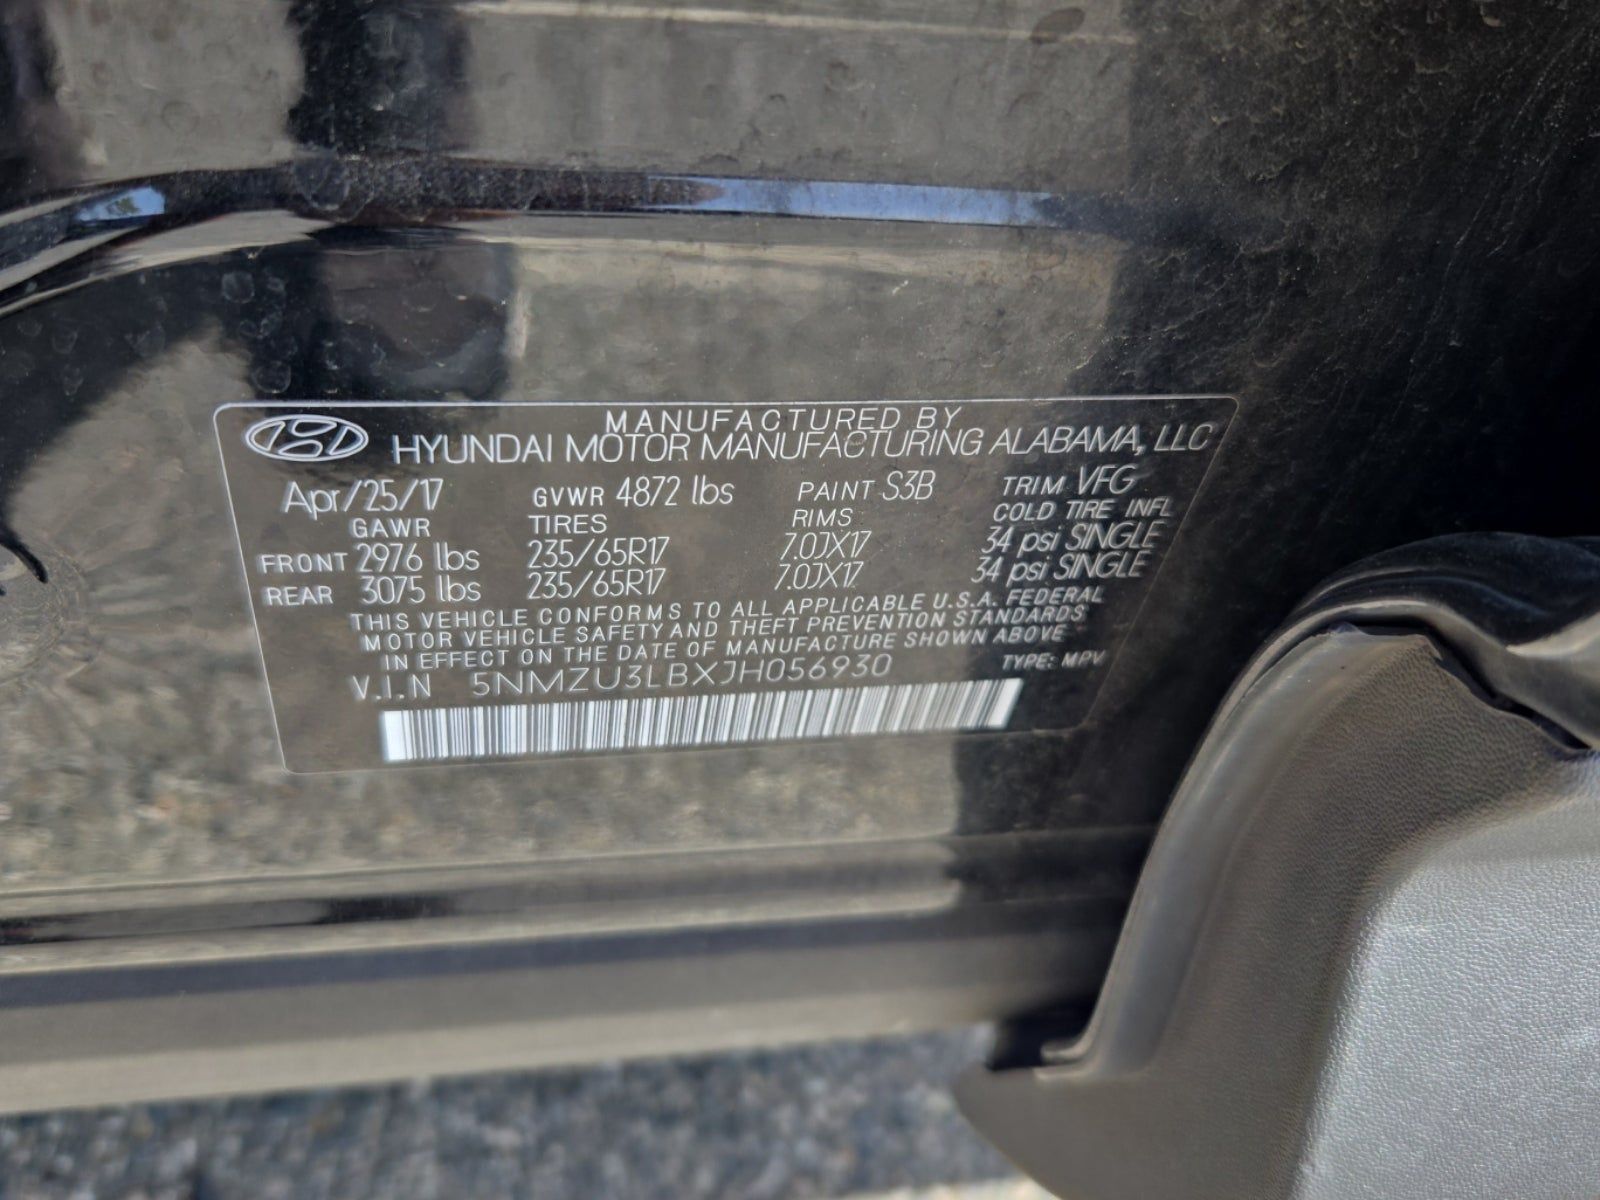 MANUFACTURED BY
HYUNDAI MOTOR MANUFACTURING ALABAMA, LLC
Apr/25/17 GVWR 4872 lbs PAINT S3B TRIM VFG
GAWR TIRES RIMS COLD TIRE INFL
FRONT 2976 lbs 235/65R17 7.0JX17 34 psi SINGLE
REAR 3075 lbs 235/65R17 7.0JX17 34 psi SINGLE
THIS VEHICLE CONFORMS TO ALL APPLICABLE U.S.A. FEDERAL
MOTOR VEHICLE SAFETY AND THEFT PREVENTION STANDARDS
IN EFFECT ON THE DATE OF MANUFACTURE SHOWN ABOVE
V.I.N 5NMZU3LBXJH056930 TYPE: MPV